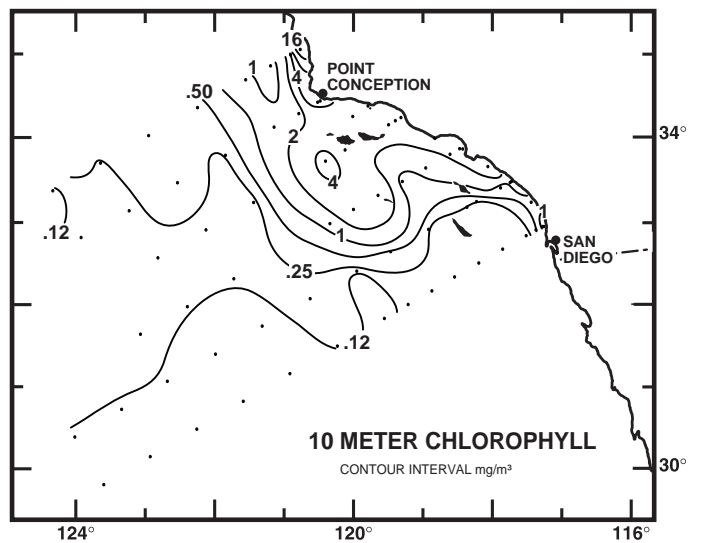 16
1
POINT
4
CONCEPTION
.50
34°
2
4
1
.12
1
SAN
DIEGO
.25
.12
10 METER CHLOROPHYLL
CONTOUR INTERVAL mg/m³
30°
124°
120°
116°